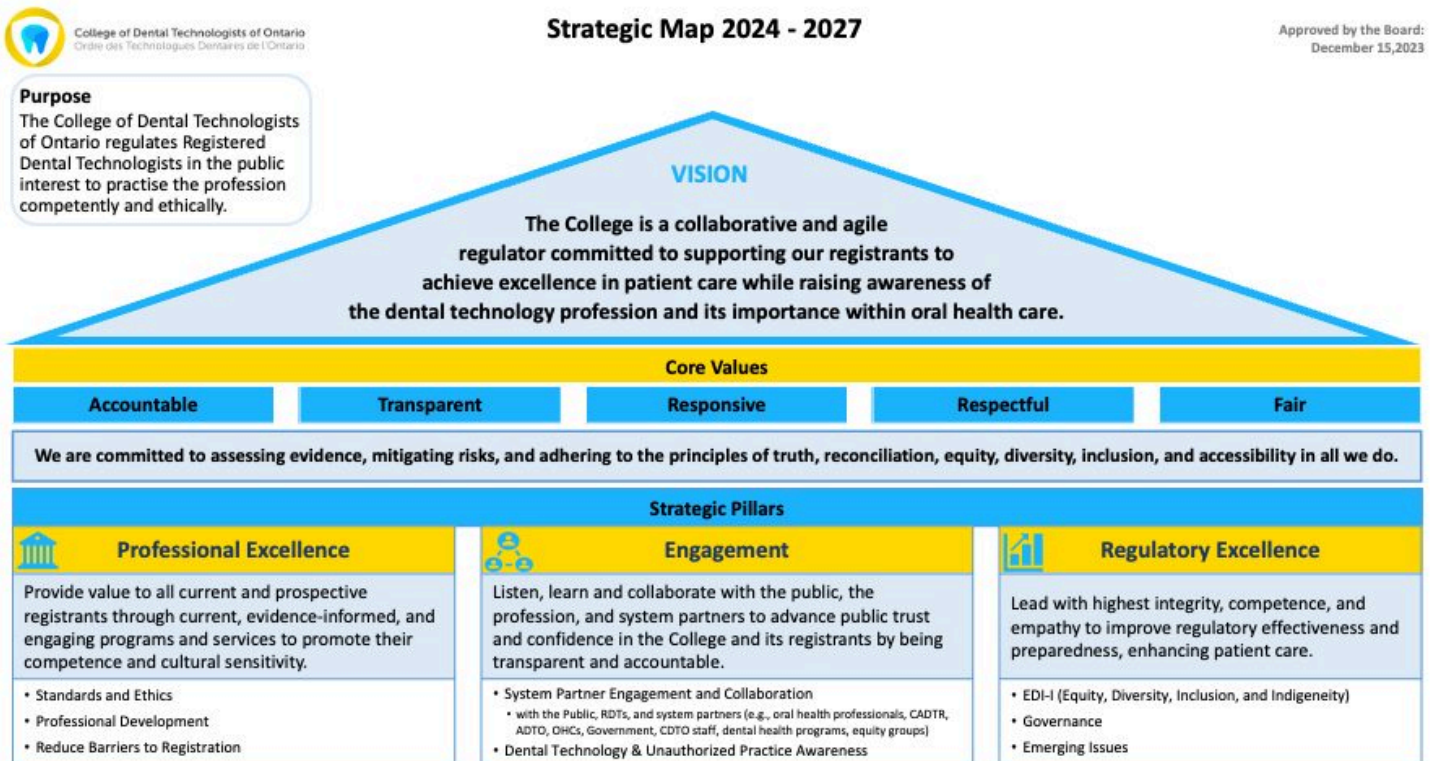 College of Dental Technologists of Ontario
Ordre des Technologues Dentaires de l'Ontario
Strategic Map 2024 - 2027
Approved by the Board:
December 15,2023
Purpose
The College of Dental Technologists
of Ontario regulates Registered
Dental Technologists in the public
interest to practise the profession
competently and ethically.
VISION
The College is a collaborative and agile
regulator committed to supporting our registrants to
achieve excellence in patient care while raising awareness of
the dental technology profession and its importance within oral health care.
Core Values
Accountable
Transparent
Responsive
Respectful
Fair
We are committed to assessing evidence, mitigating risks, and adhering to the principles of truth, reconciliation, equity, diversity, inclusion, and accessibility in all we do.
Strategic Pillars
Professional Excellence
Provide value to all current and prospective
registrants through current, evidence-informed, and
engaging programs and services to promote their
competence and cultural sensitivity.
• Standards and Ethics
• Professional Development
• Reduce Barriers to Registration
Engagement
Listen, learn and collaborate with the public, the
profession, and system partners to advance public trust
and confidence in the College and its registrants by being
transparent and accountable.
• System Partner Engagement and Collaboration
• with the Public, RDTs, and system partners (e.g., oral health professionals, CADTR,
ADTO, OHCs, Government, CDTO staff, dental health programs, equity groups)
• Dental Technology & Unauthorized Practice Awareness
Regulatory Excellence
Lead with highest integrity, competence, and
empathy to improve regulatory effectiveness and
preparedness, enhancing patient care.
• EDI-I (Equity, Diversity, Inclusion, and Indigeneity)
• Governance
• Emerging Issues